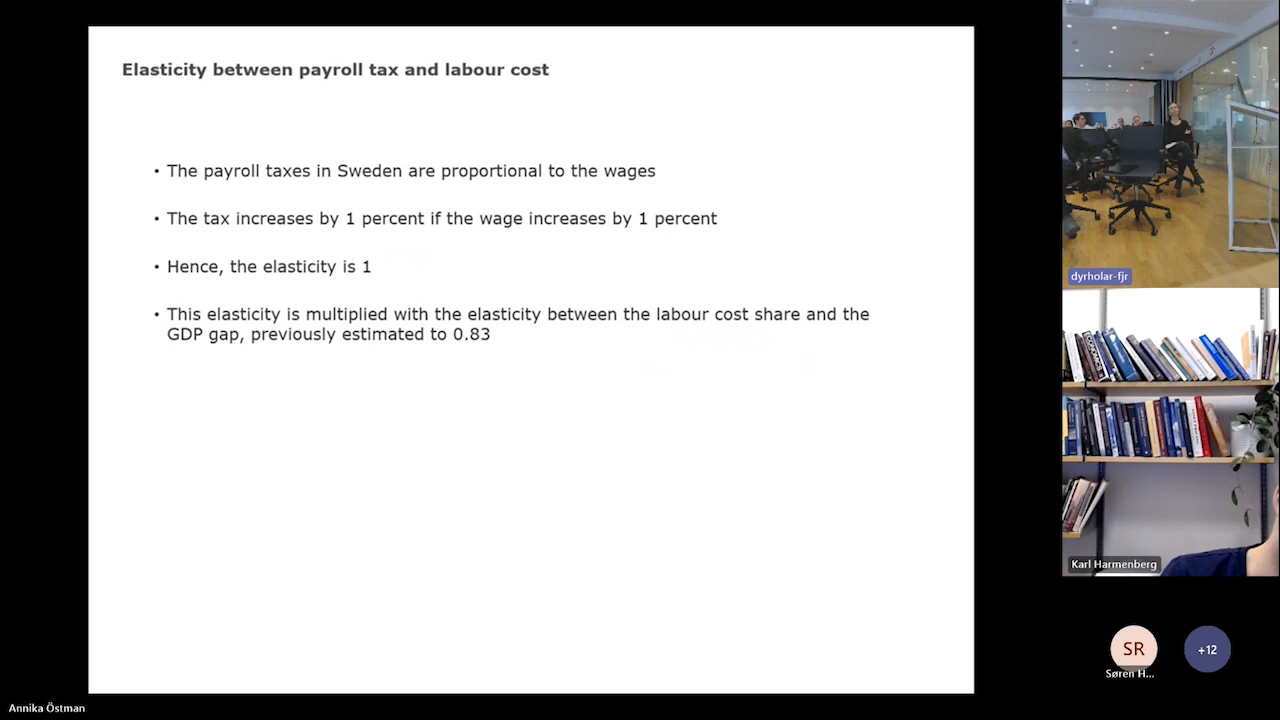 Elasticity between payroll tax and labour cost
• The payroll taxes in Sweden are proportional to the wages
• The tax increases by 1 percent if the wage increases by 1 percent
• Hence, the elasticity is 1
• This elasticity is multiplied with the elasticity between the labour cost share and the
GDP gap, previously estimated to 0.83
dyrholar-fjr
ECONOMICS
Karl Harmenberg
SR
+12
Søren H...
Annika Östman